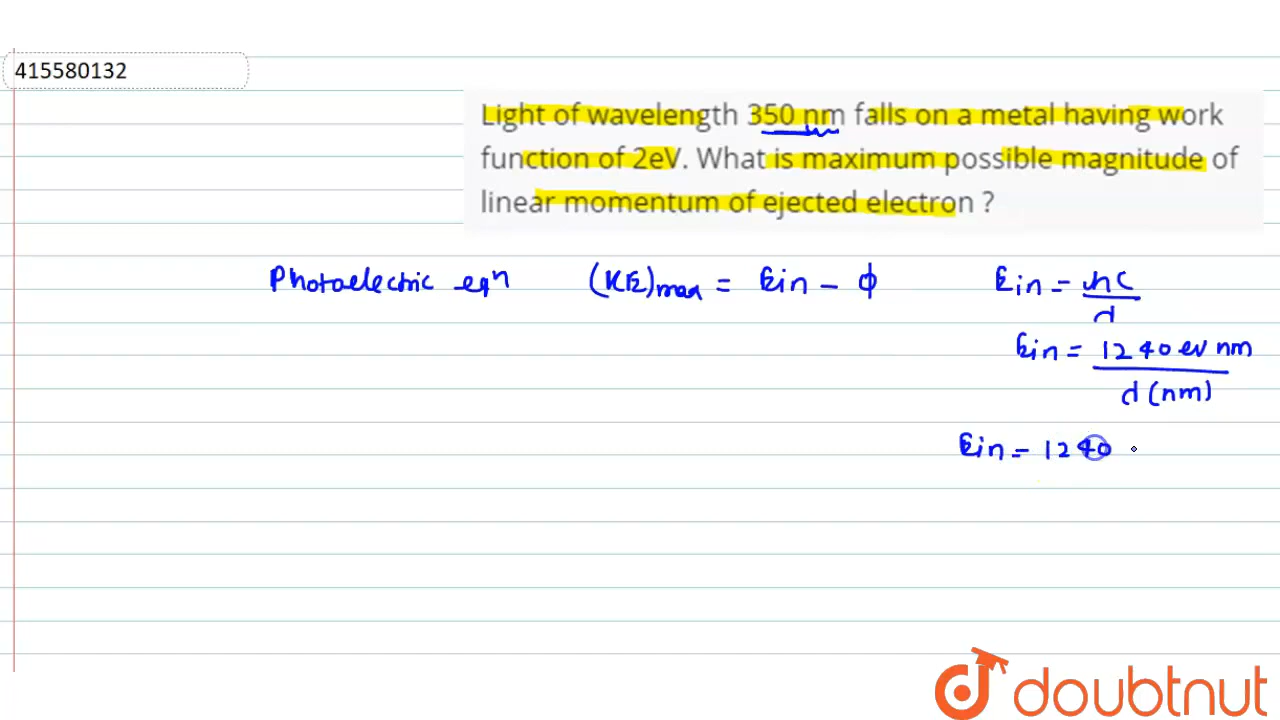 415580132
Light of wavelength 350 nm falls on a metal having work
function of 2eV. What is maximum possible magnitude of
linear momentum of ejected electron ?
Photoelectric eqn (KE)max = Ein - ϕ Ein = hc/d
Ein = 1240 ev nm/d (nm)
Ein = 1240
doubtnut